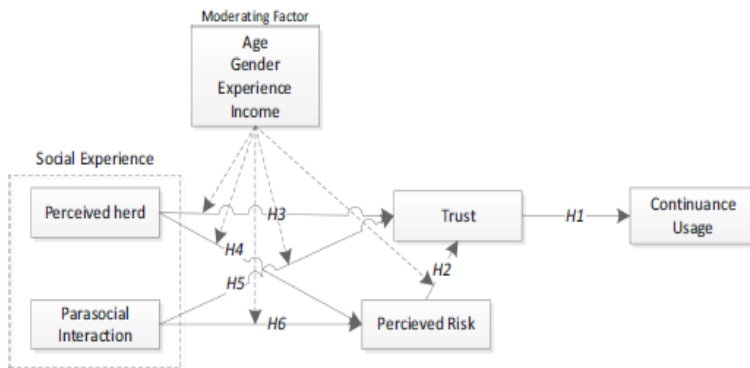 Moderating Factor
Age
Gender
Experience
Income
Social Experience
Perceived herd
H3
Trust
H1
Continuance
Usage
H4
H2
H5
Parasocial
Interaction
H6
Percieved Risk